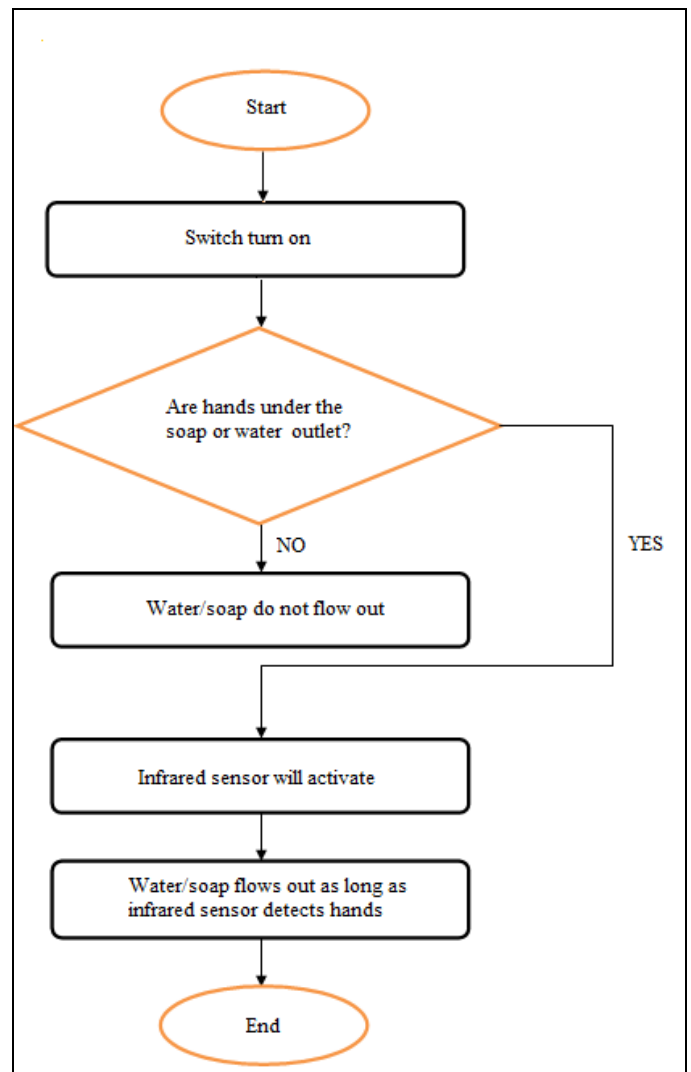 Start
Switch turn on
Are hands under the
soap or water outlet?
NO
YES
Water/soap do not flow out
Infrared sensor will activate
Water/soap flows out as long as
infrared sensor detects hands
End